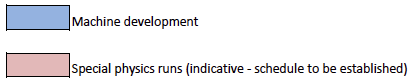 Machine development
Special physics runs (indicative - schedule to be established)